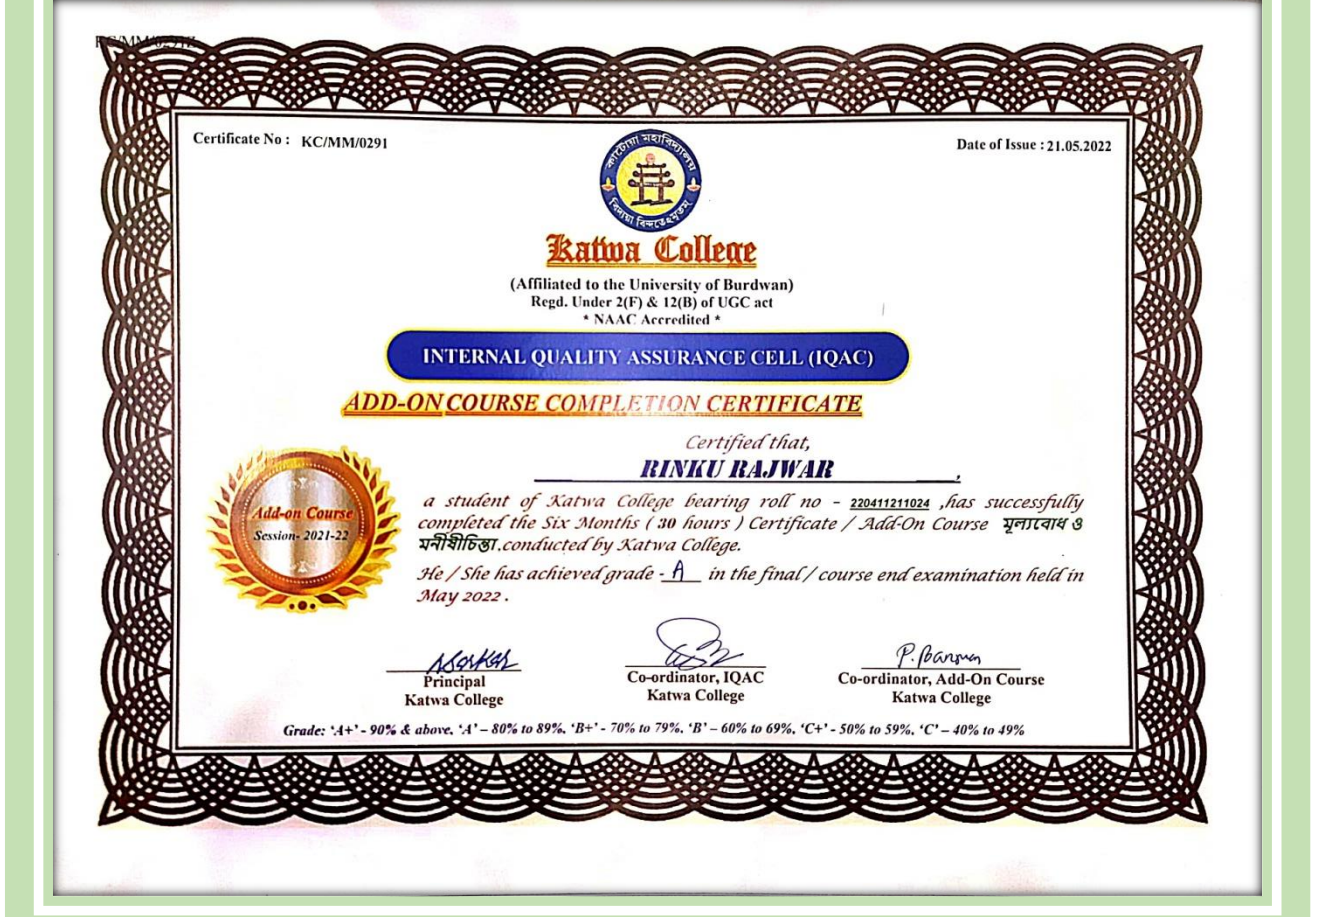 Certificate No : KC/MM/0291
Date of Issue : 21.05.2022
কাটোয়া মহাবিদ্যালয়
বিদ্যয়া বিন্দতেঽমৃতম্
Katwa College
(Affiliated to the University of Burdwan)
Regd. Under 2(F) & 12(B) of UGC act
* NAAC Accredited *
INTERNAL QUALITY ASSURANCE CELL (IQAC)
ADD-ON COURSE COMPLETION CERTIFICATE
Certified that,
RINKU RAJWAR ,
a student of Katwa College bearing roll no - 220411211024 ,has successfully
completed the Six Months ( 30 hours ) Certificate / Add-On Course মূল্যবোধ ও
মনীষীচিন্তা.conducted by Katwa College.
He / She has achieved grade - A in the final / course end examination held in
May 2022 .
Add-on Course
Session- 2021-22
Principal
Katwa College
Co-ordinator, IQAC
Katwa College
P. Barman
Co-ordinator, Add-On Course
Katwa College
Grade: ‘A+’ - 90% & above, ‘A’ – 80% to 89%, ‘B+’ - 70% to 79%, ‘B’ – 60% to 69%, ‘C+’ - 50% to 59%, ‘C’ – 40% to 49%